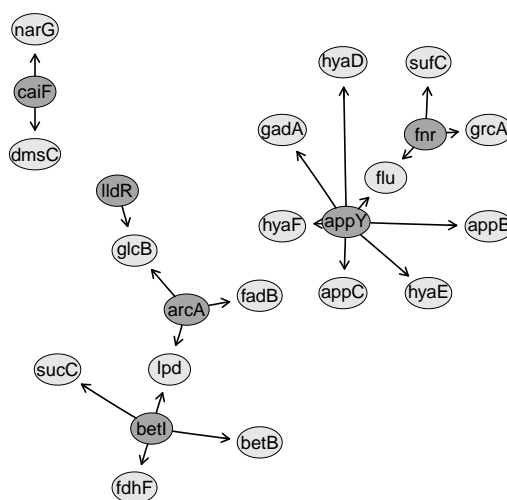 narG
hyaD
sufC
caiF
gadA
fnr
grcA
dmsC
flu
lldR
hyaF
appY
appB
glcB
appC
hyaE
fadB
arcA
sucC
lpd
betI
betB
fdhF